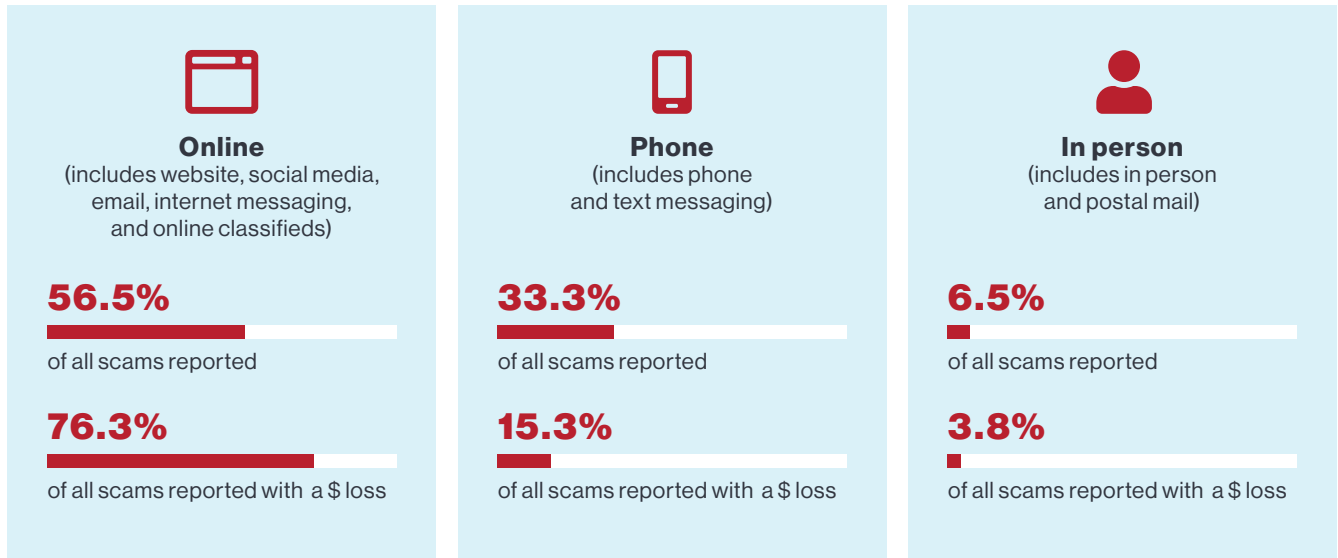 Online
(includes website, social media,
email, internet messaging,
and online classifieds)
56.5%
of all scams reported
76.3%
of all scams reported with a $ loss
Phone
(includes phone
and text messaging)
33.3%
of all scams reported
15.3%
of all scams reported with a $ loss
In person
(includes in person
and postal mail)
6.5%
of all scams reported
3.8%
of all scams reported with a $ loss